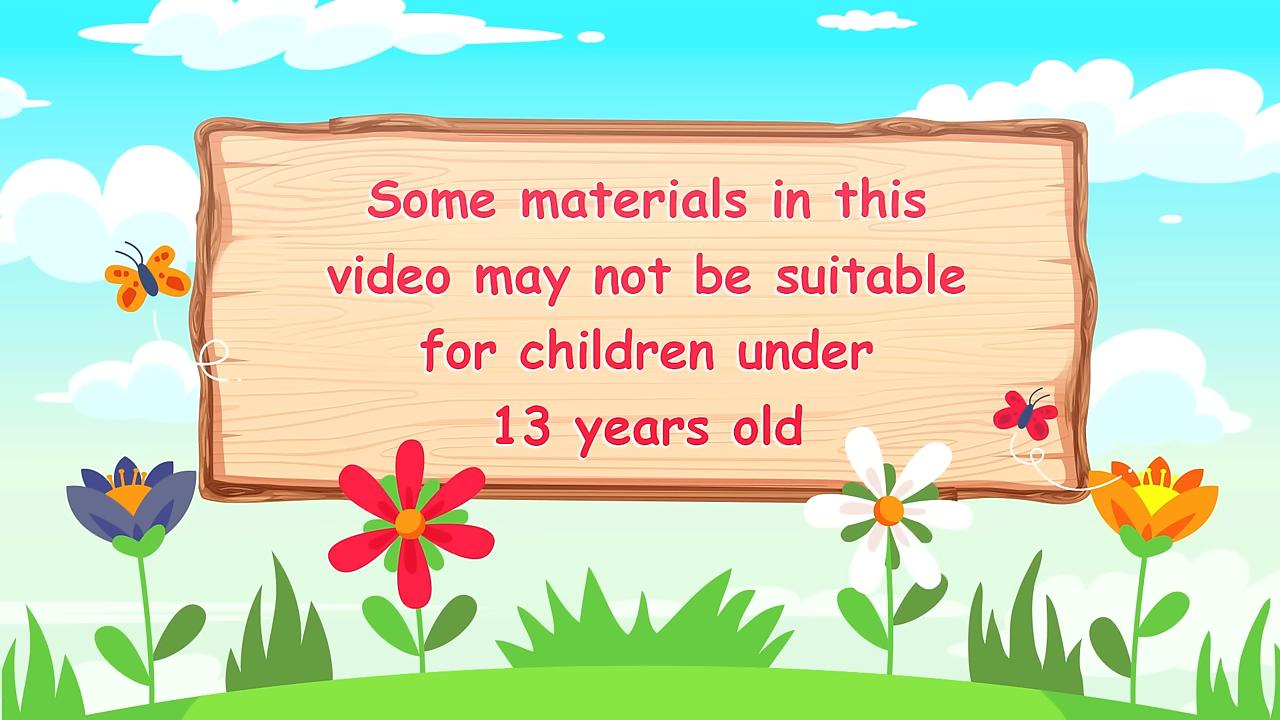 Some materials in this
video may not be suitable
for children under
13 years old